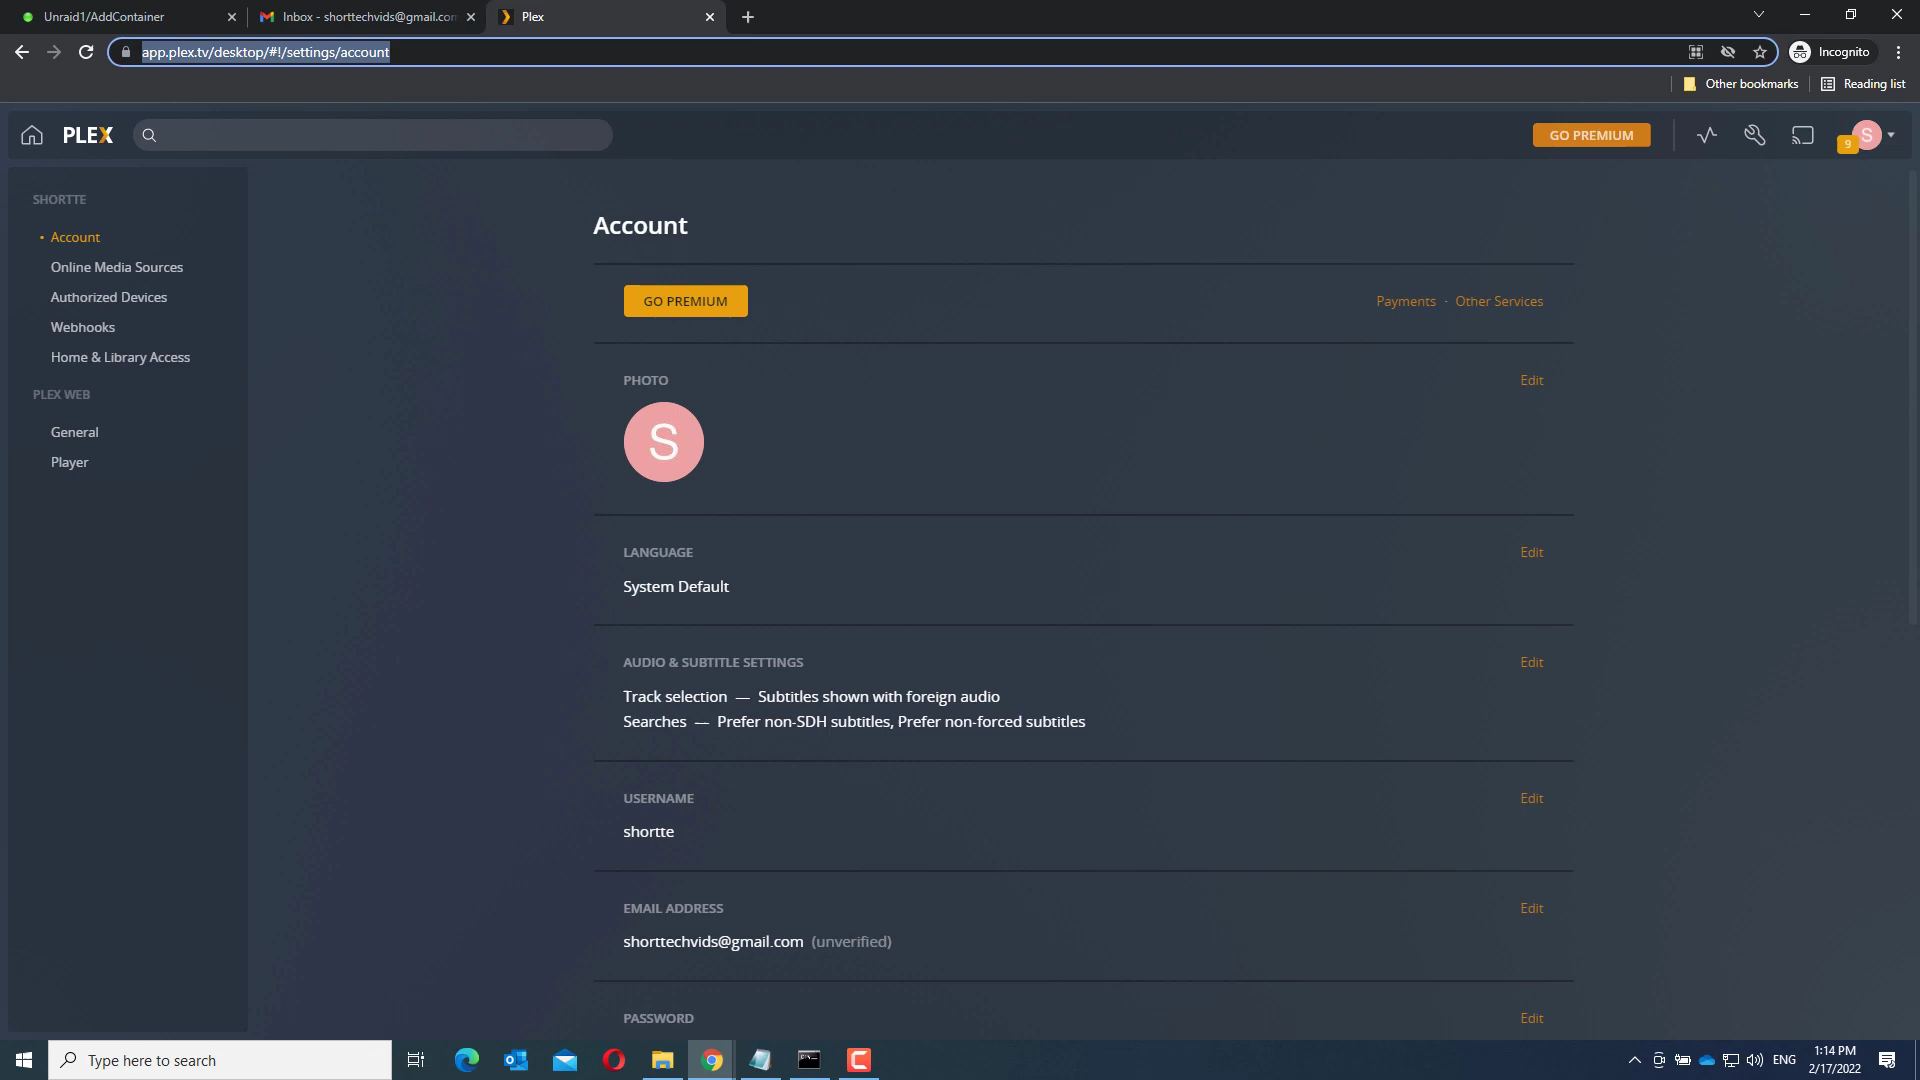 Unraid1/AddContainer
Inbox - shorttechvids@gmail.com
Plex
app.plex.tv/desktop/#!/settings/account
Incognito
Other bookmarks
Reading list
PLEX
GO PREMIUM
9
S
SHORTTE
Account
Online Media Sources
Authorized Devices
Webhooks
Home & Library Access
PLEX WEB
General
Player
Account
GO PREMIUM
Payments - Other Services
PHOTO
Edit
S
LANGUAGE
Edit
System Default
AUDIO & SUBTITLE SETTINGS
Edit
Track selection — Subtitles shown with foreign audio
Searches — Prefer non-SDH subtitles, Prefer non-forced subtitles
USERNAME
Edit
shortte
EMAIL ADDRESS
Edit
shorttechvids@gmail.com (unverified)
PASSWORD
Edit
Type here to search
ENG
1:14 PM
2/17/2022